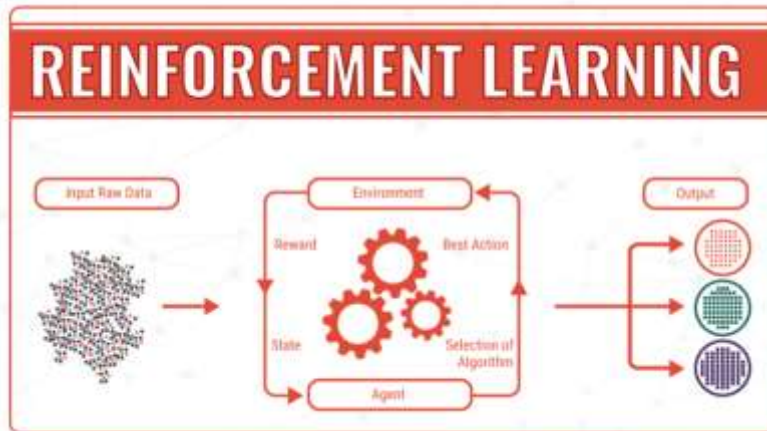 REINFORCEMENT LEARNING
Input Raw Data
Environment
Output
Reward
Best Action
State
Selection of
Algorithm
Agent